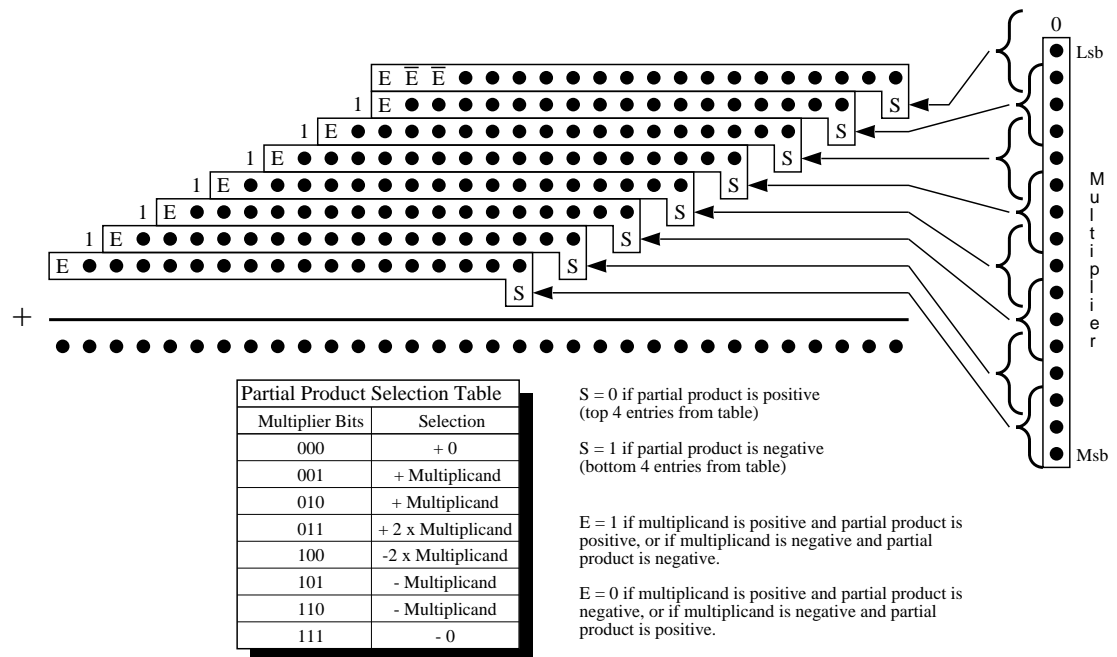 0
Lsb
E E̅ E̅
S
1 E
S
1 E
S
1 E
S
1 E
S
1 E
S
1 E
S
E
S
+
Multiplier
Msb
Partial Product Selection Table
Multiplier Bits Selection
000 + 0
001 + Multiplicand
010 + Multiplicand
011 + 2 x Multiplicand
100 -2 x Multiplicand
101 - Multiplicand
110 - Multiplicand
111 - 0
S = 0 if partial product is positive
(top 4 entries from table)
S = 1 if partial product is negative
(bottom 4 entries from table)
E = 1 if multiplicand is positive and partial product is
positive, or if multiplicand is negative and partial
product is negative.
E = 0 if multiplicand is positive and partial product is
negative, or if multiplicand is negative and partial
product is positive.